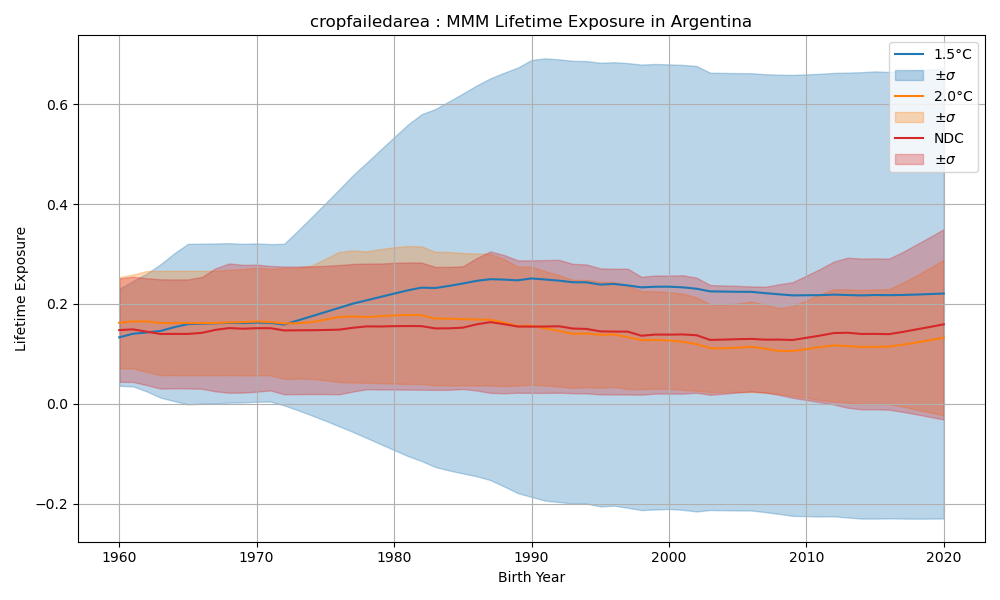 cropfailedarea : MMM Lifetime Exposure in Argentina
1.5°C
±σ
2.0°C
±σ
NDC
±σ
Lifetime Exposure
0.6
0.4
0.2
0.0
−0.2
1960 1970 1980 1990 2000 2010 2020
Birth Year